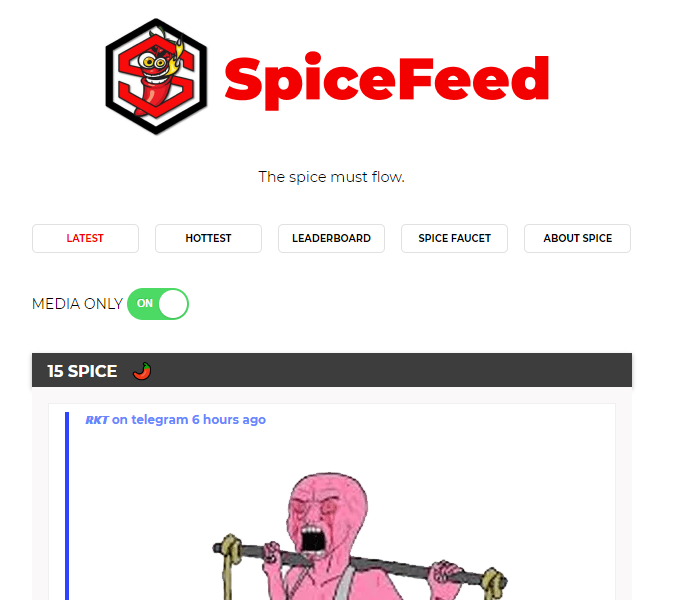 SpiceFeed
The spice must flow.
LATEST HOTTEST LEADERBOARD SPICE FAUCET ABOUT SPICE
MEDIA ONLY ON
15 SPICE
RKT on telegram 6 hours ago